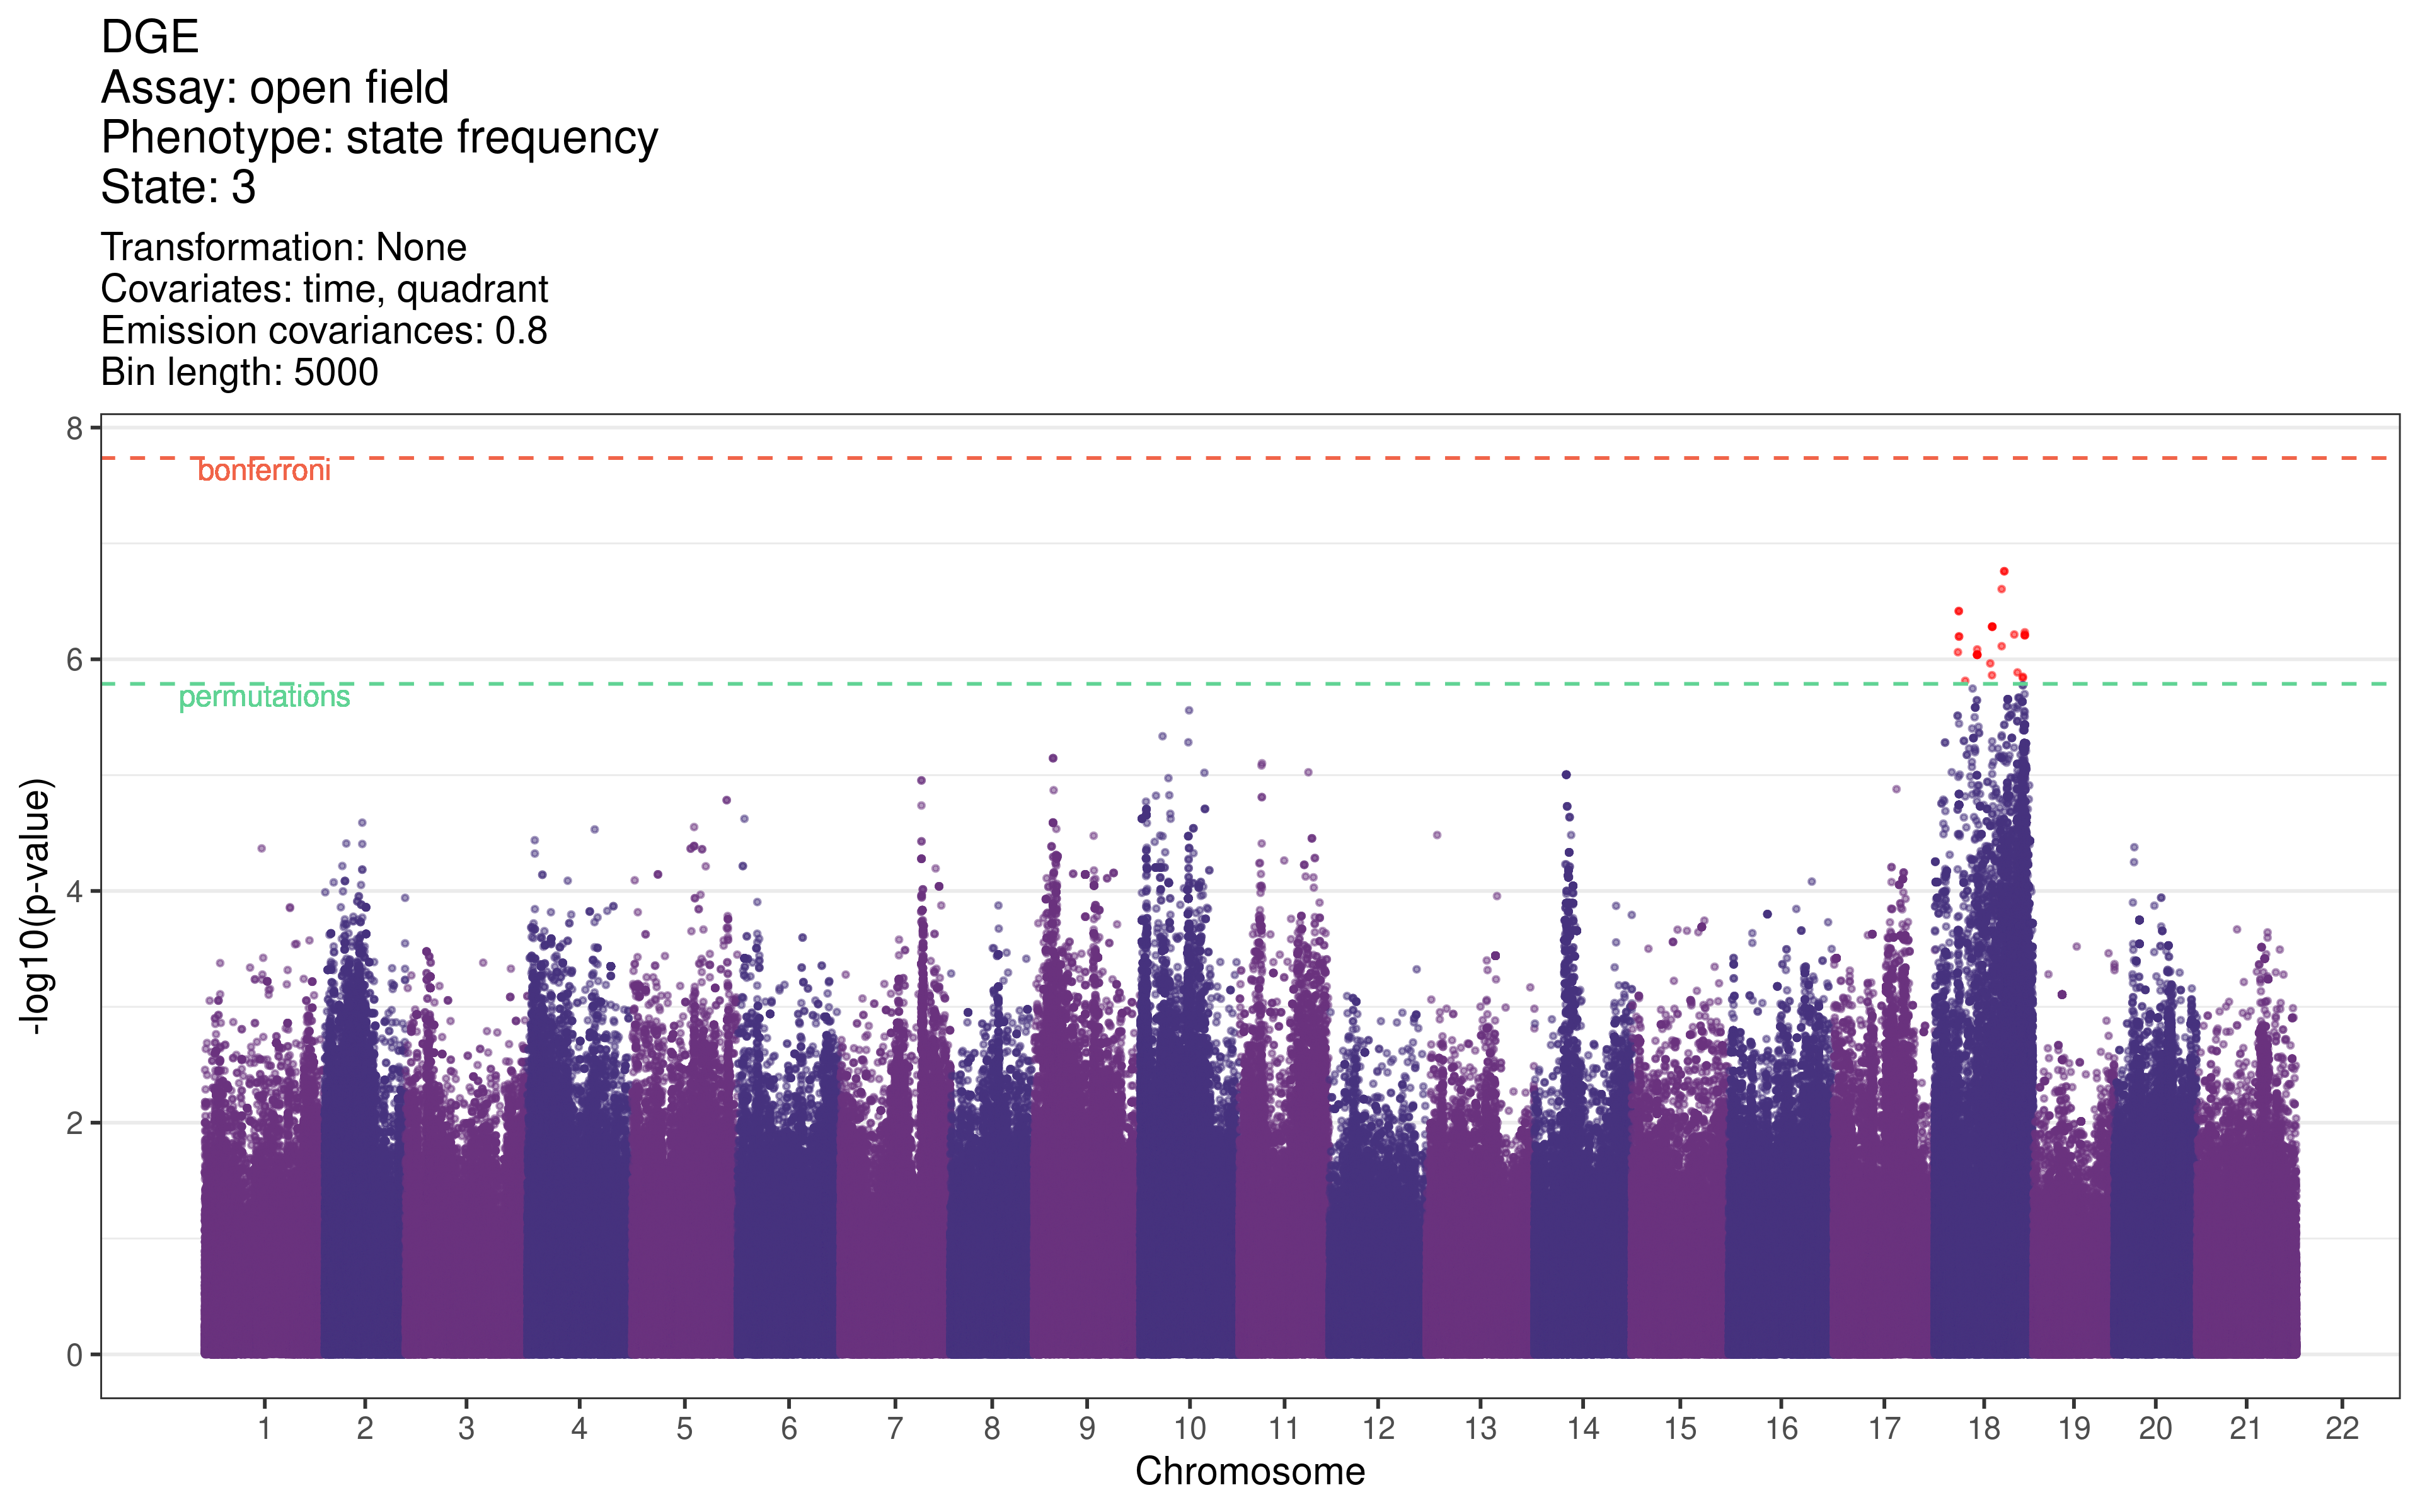 DGE
Assay: open field
Phenotype: state frequency
State: 3
Transformation: None
Covariates: time, quadrant
Emission covariances: 0.8
Bin length: 5000
8
bonferroni
6
permutations
4
2
0
-log10(p-value)
1 2 3 4 5 6 7 8 9 10 11 12 13 14 15 16 17 18 19 20 21 22
Chromosome